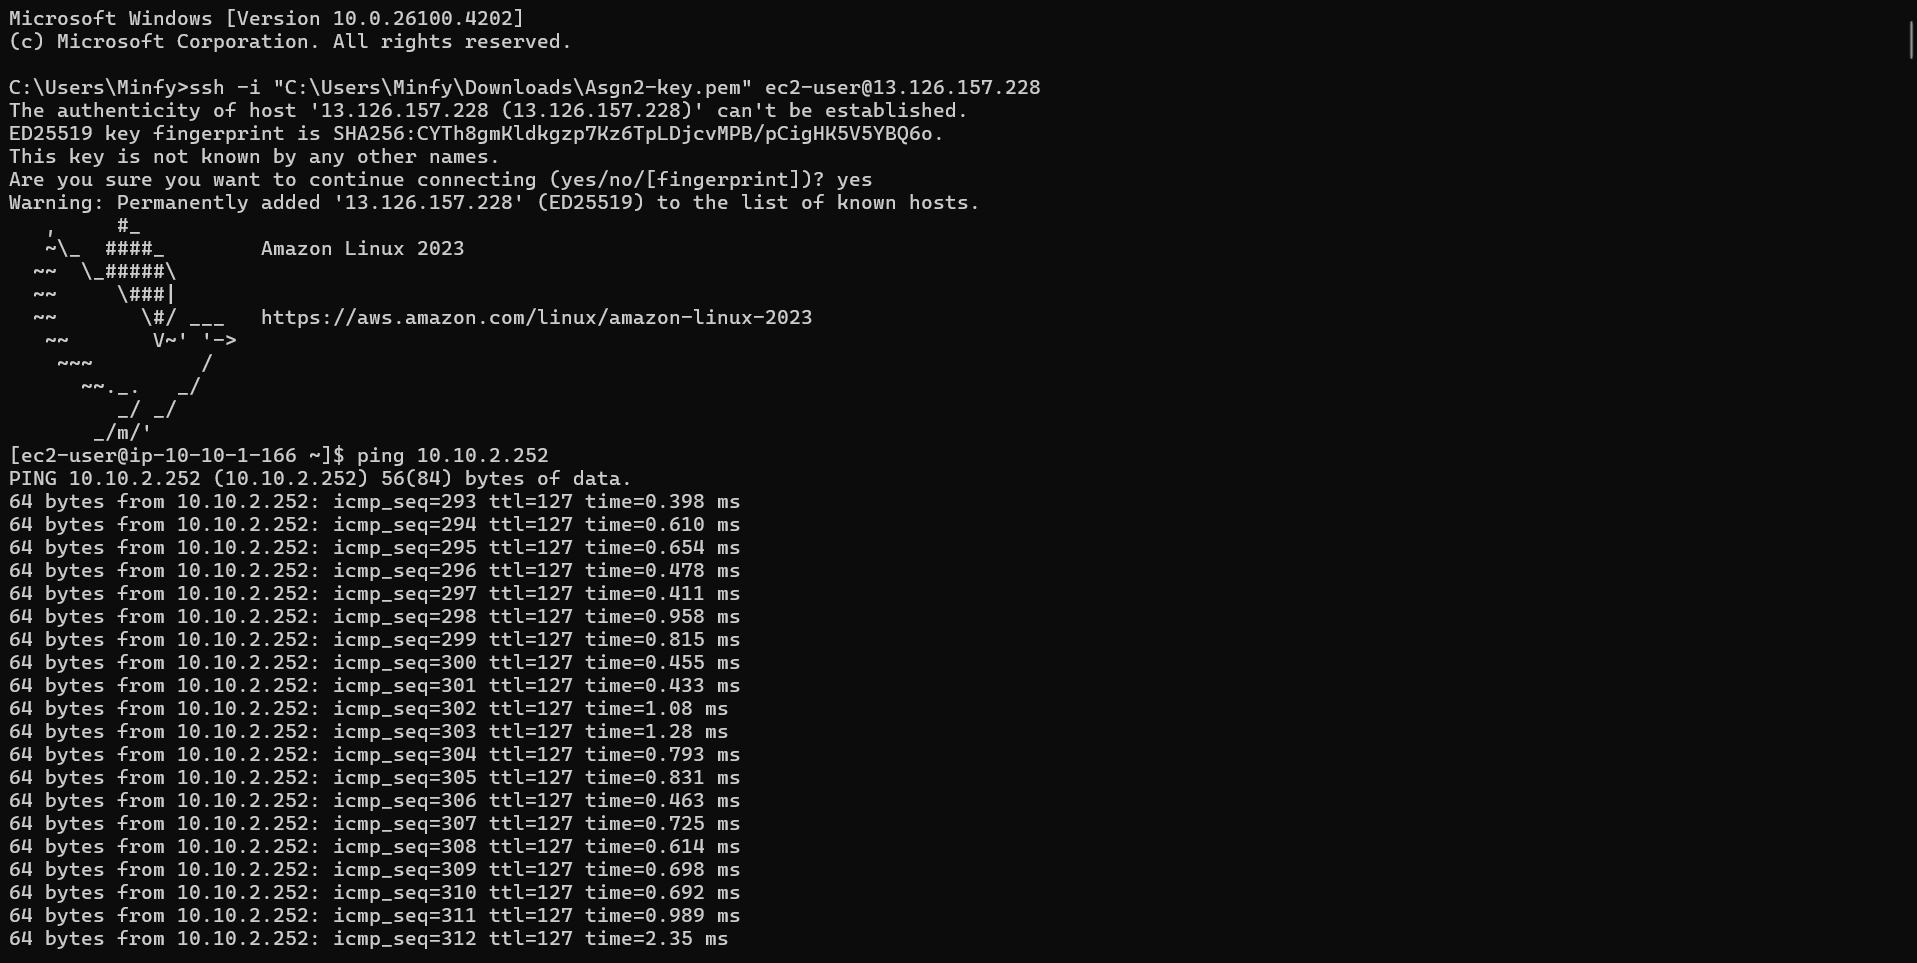 Microsoft Windows [Version 10.0.26100.4202]
(c) Microsoft Corporation. All rights reserved.

C:\Users\Minfy>ssh -i "C:\Users\Minfy\Downloads\Asgn2-key.pem" ec2-user@13.126.157.228
The authenticity of host '13.126.157.228 (13.126.157.228)' can't be established.
ED25519 key fingerprint is SHA256:CYTh8gmKldkgzp7Kz6TpLDjcvMPB/pCigHK5V5YBQ6o.
This key is not known by any other names.
Are you sure you want to continue connecting (yes/no/[fingerprint])? yes
Warning: Permanently added '13.126.157.228' (ED25519) to the list of known hosts.
   ,     #_
   ~\_  ####_        Amazon Linux 2023
  ~~  \_#####\
  ~~     \###|
  ~~       \#/ ___   https://aws.amazon.com/linux/amazon-linux-2023
   ~~       V~' '->
    ~~~         /
      ~~._.   _/
         _/ _/
       _/m/'
[ec2-user@ip-10-10-1-166 ~]$ ping 10.10.2.252
PING 10.10.2.252 (10.10.2.252) 56(84) bytes of data.
64 bytes from 10.10.2.252: icmp_seq=293 ttl=127 time=0.398 ms
64 bytes from 10.10.2.252: icmp_seq=294 ttl=127 time=0.610 ms
64 bytes from 10.10.2.252: icmp_seq=295 ttl=127 time=0.654 ms
64 bytes from 10.10.2.252: icmp_seq=296 ttl=127 time=0.478 ms
64 bytes from 10.10.2.252: icmp_seq=297 ttl=127 time=0.411 ms
64 bytes from 10.10.2.252: icmp_seq=298 ttl=127 time=0.958 ms
64 bytes from 10.10.2.252: icmp_seq=299 ttl=127 time=0.815 ms
64 bytes from 10.10.2.252: icmp_seq=300 ttl=127 time=0.455 ms
64 bytes from 10.10.2.252: icmp_seq=301 ttl=127 time=0.433 ms
64 bytes from 10.10.2.252: icmp_seq=302 ttl=127 time=1.08 ms
64 bytes from 10.10.2.252: icmp_seq=303 ttl=127 time=1.28 ms
64 bytes from 10.10.2.252: icmp_seq=304 ttl=127 time=0.793 ms
64 bytes from 10.10.2.252: icmp_seq=305 ttl=127 time=0.831 ms
64 bytes from 10.10.2.252: icmp_seq=306 ttl=127 time=0.463 ms
64 bytes from 10.10.2.252: icmp_seq=307 ttl=127 time=0.725 ms
64 bytes from 10.10.2.252: icmp_seq=308 ttl=127 time=0.614 ms
64 bytes from 10.10.2.252: icmp_seq=309 ttl=127 time=0.698 ms
64 bytes from 10.10.2.252: icmp_seq=310 ttl=127 time=0.692 ms
64 bytes from 10.10.2.252: icmp_seq=311 ttl=127 time=0.989 ms
64 bytes from 10.10.2.252: icmp_seq=312 ttl=127 time=2.35 ms